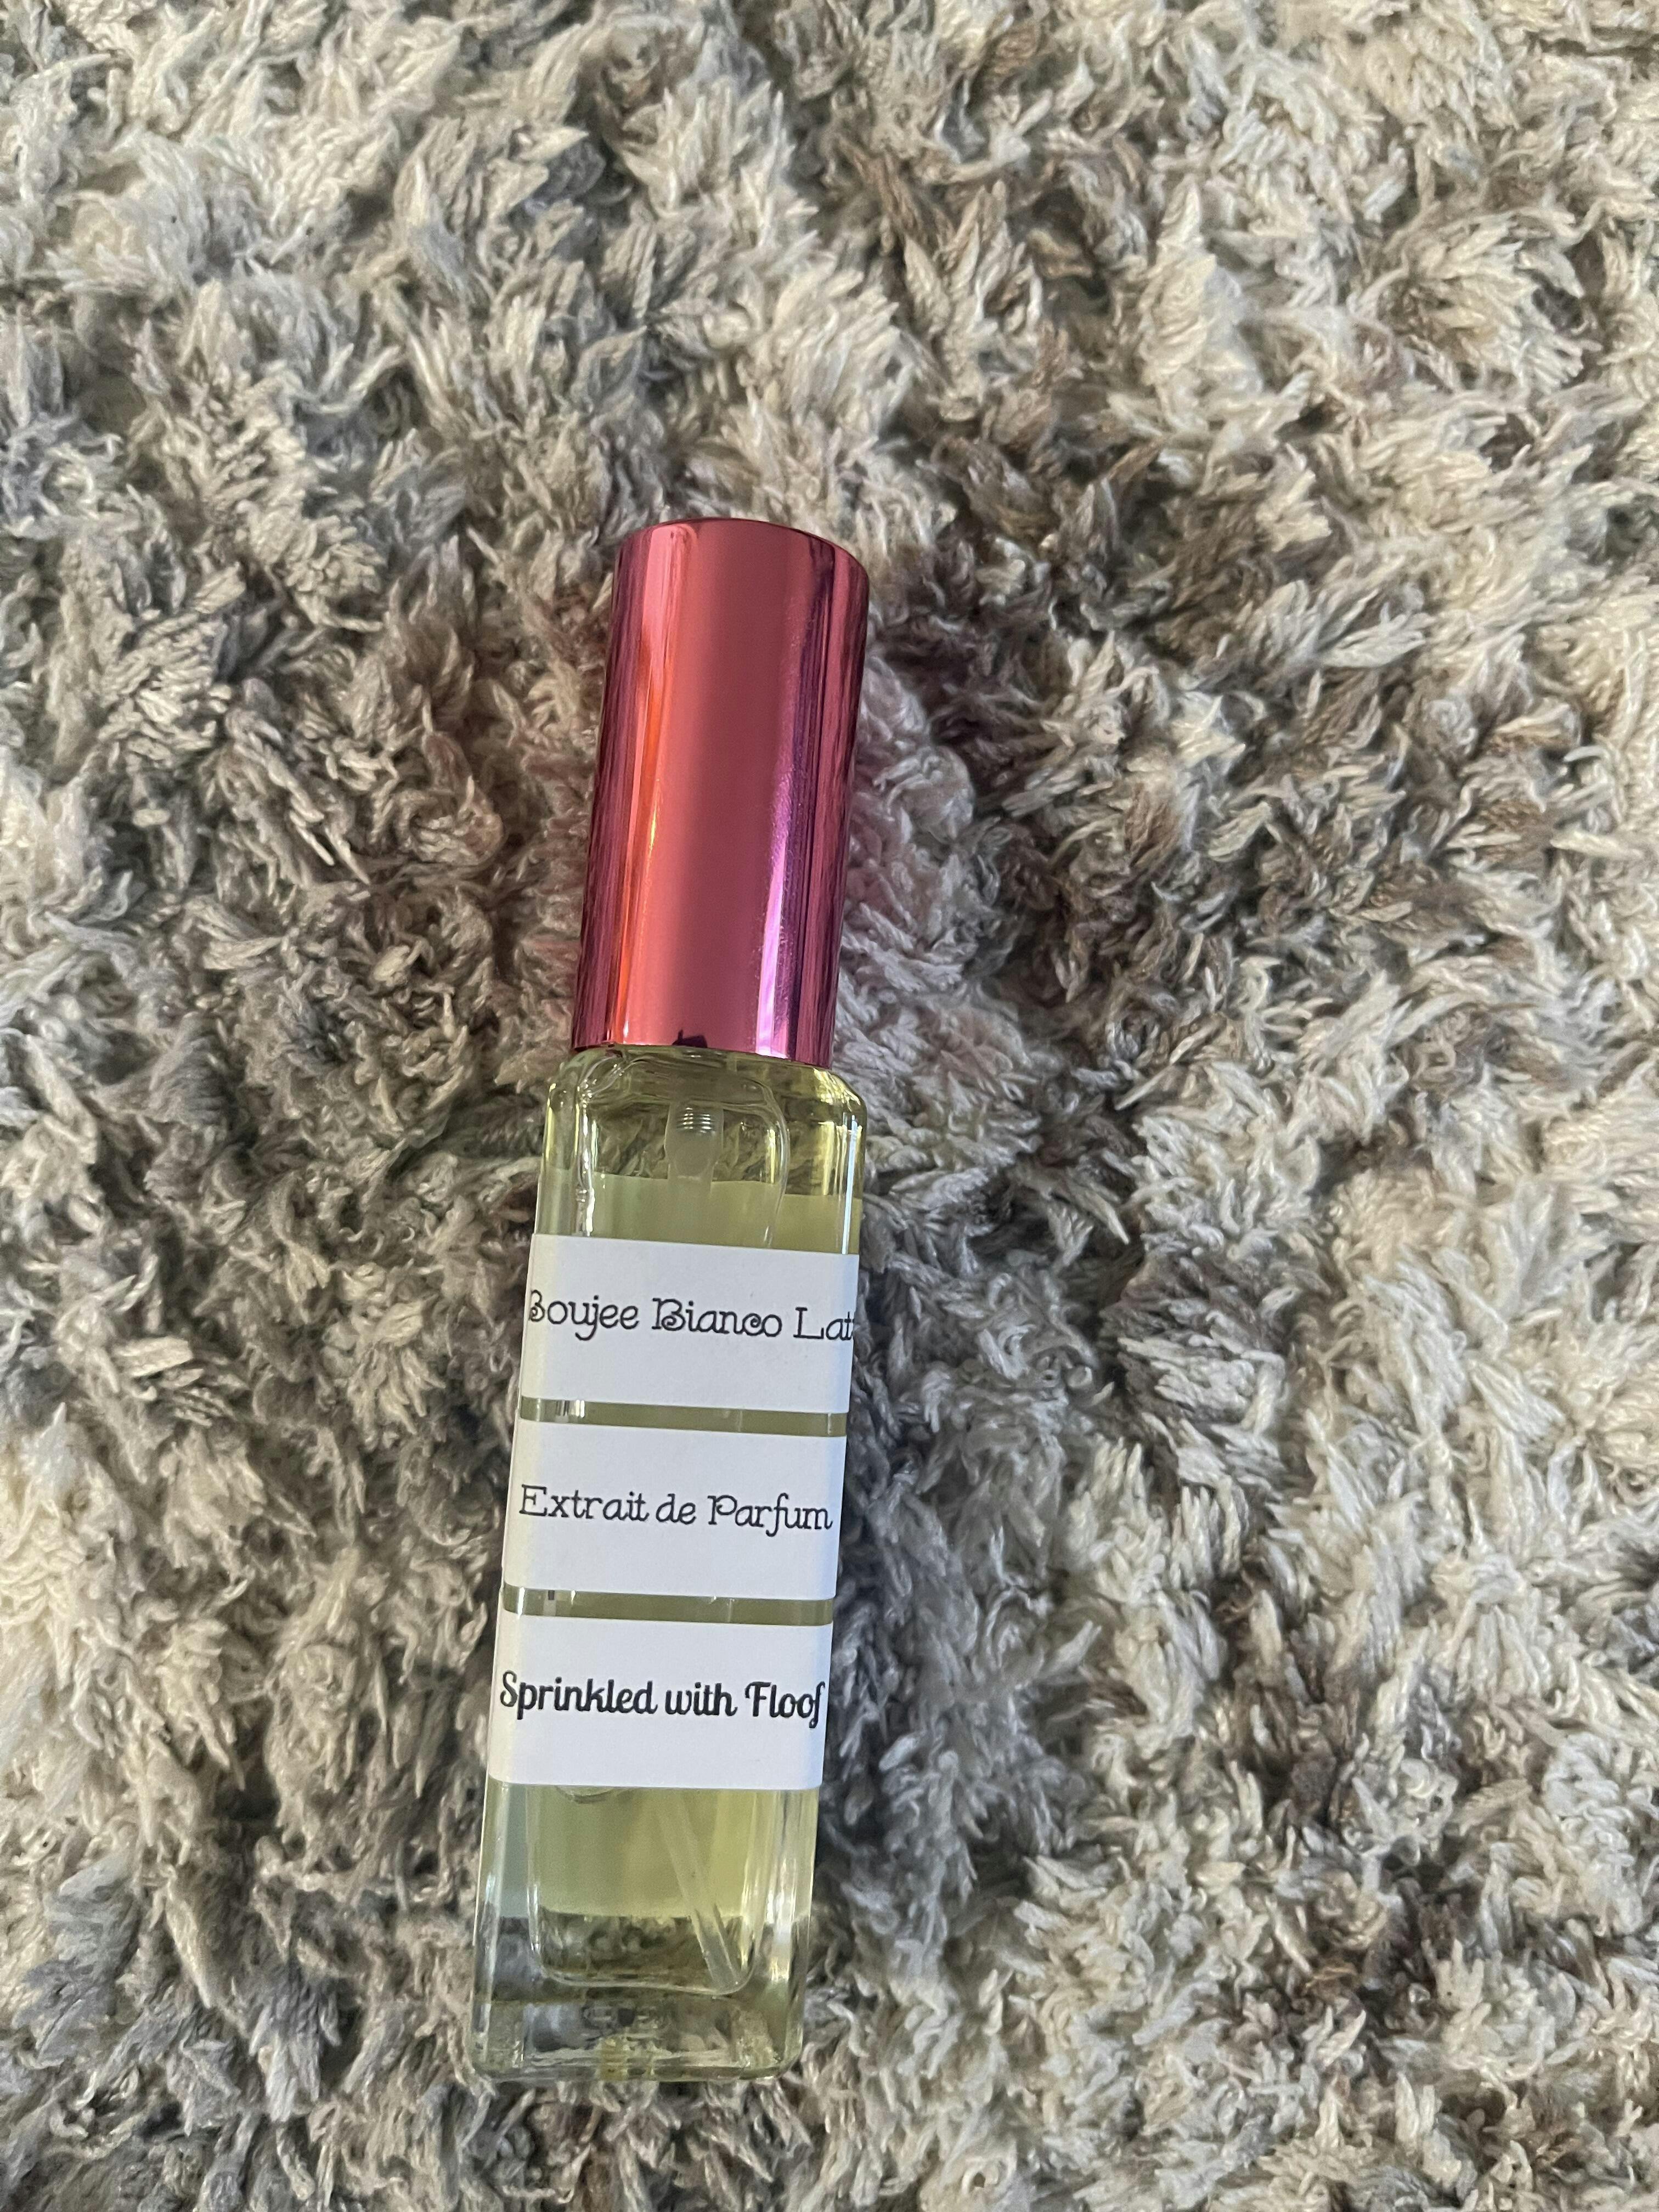 Boujee Bianco Lat
Extrait de Parfum
Sprinkled with Floof